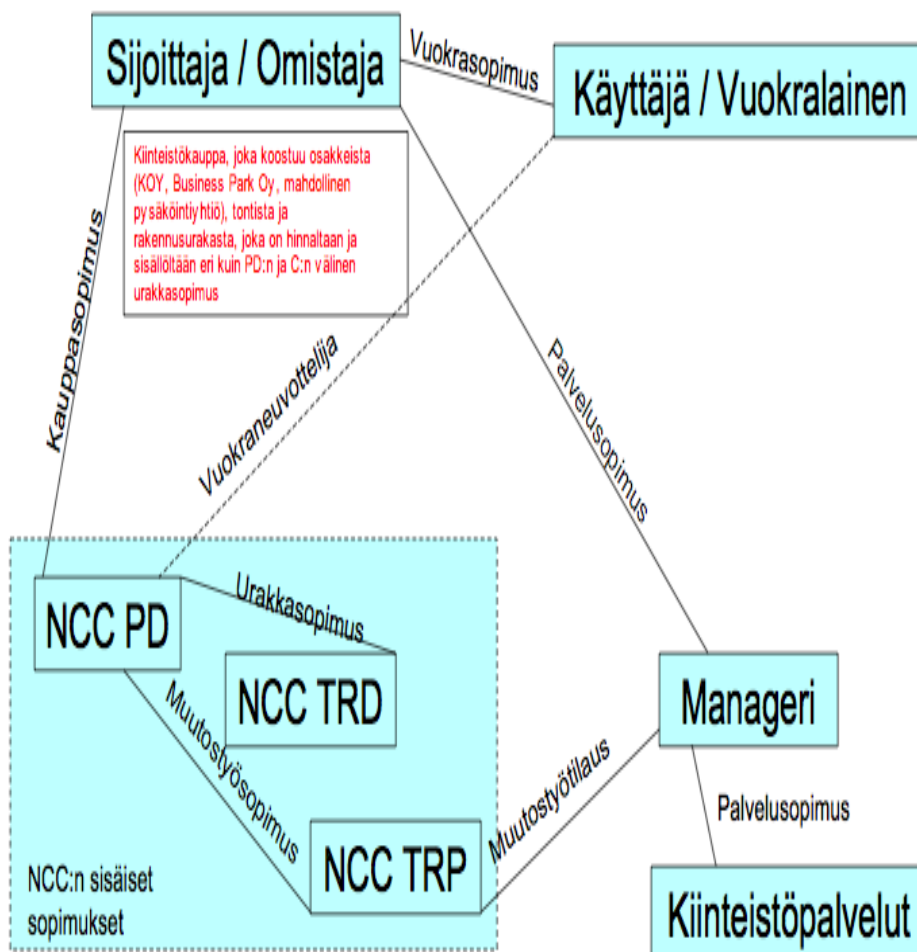 Sijoittaja / Omistaja
Vuokrasopimus
Käyttäjä / Vuokralainen
Kiinteistökauppa, joka koostuu osakkeista
(KOY, Business Park Oy, mahdollinen
pysäköintiyhtiö), tontista ja
rakennusurakasta, joka on hinnaltaan ja
sisällöltään eri kuin PD:n ja C:n välinen
urakkasopimus
Kauppasopimus
Vuokraneuvottelija
Palvelusopimus
NCC PD
Urakkasopimus
NCC TRD
Muutostyösopimus
NCC TRP
Muutostyötilaus
Manageri
Palvelusopimus
NCC:n sisäiset
sopimukset
Kiinteistöpalvelut